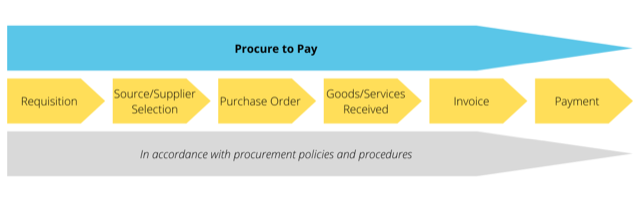 Procure to Pay
Requisition
Source/Supplier
Selection
Purchase Order
Goods/Services
Received
Invoice
Payment
In accordance with procurement policies and procedures